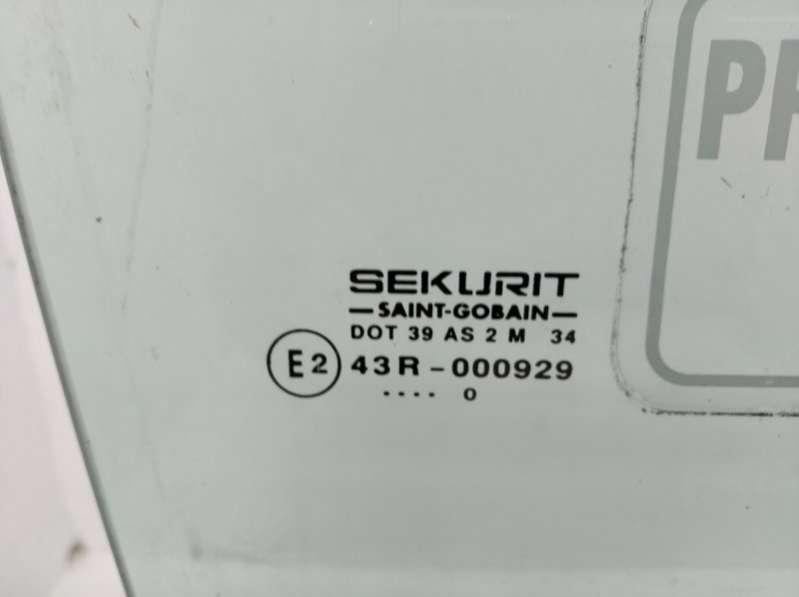 SEKURIT
—SAINT-GOBAIN—
DOT 39 AS 2 M 34
E2 43R-000929
.... 0